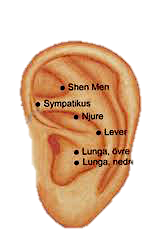 Shen Men
Sympatikus
Njure
Lever
Lunga, övre
Lunga, nedre